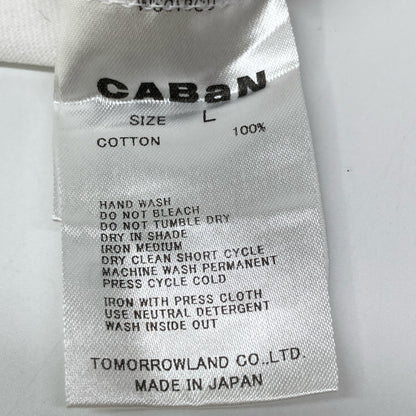 CABaN
SIZE L
COTTON 100%
HAND WASH
DO NOT BLEACH
DO NOT TUMBLE DRY
DRY IN SHADE
IRON MEDIUM
DRY CLEAN SHORT CYCLE
MACHINE WASH PERMANENT
PRESS CYCLE COLD
IRON WITH PRESS CLOTH
USE NEUTRAL DETERGENT
WASH INSIDE OUT
TOMORROWLAND CO.,LTD.
MADE IN JAPAN